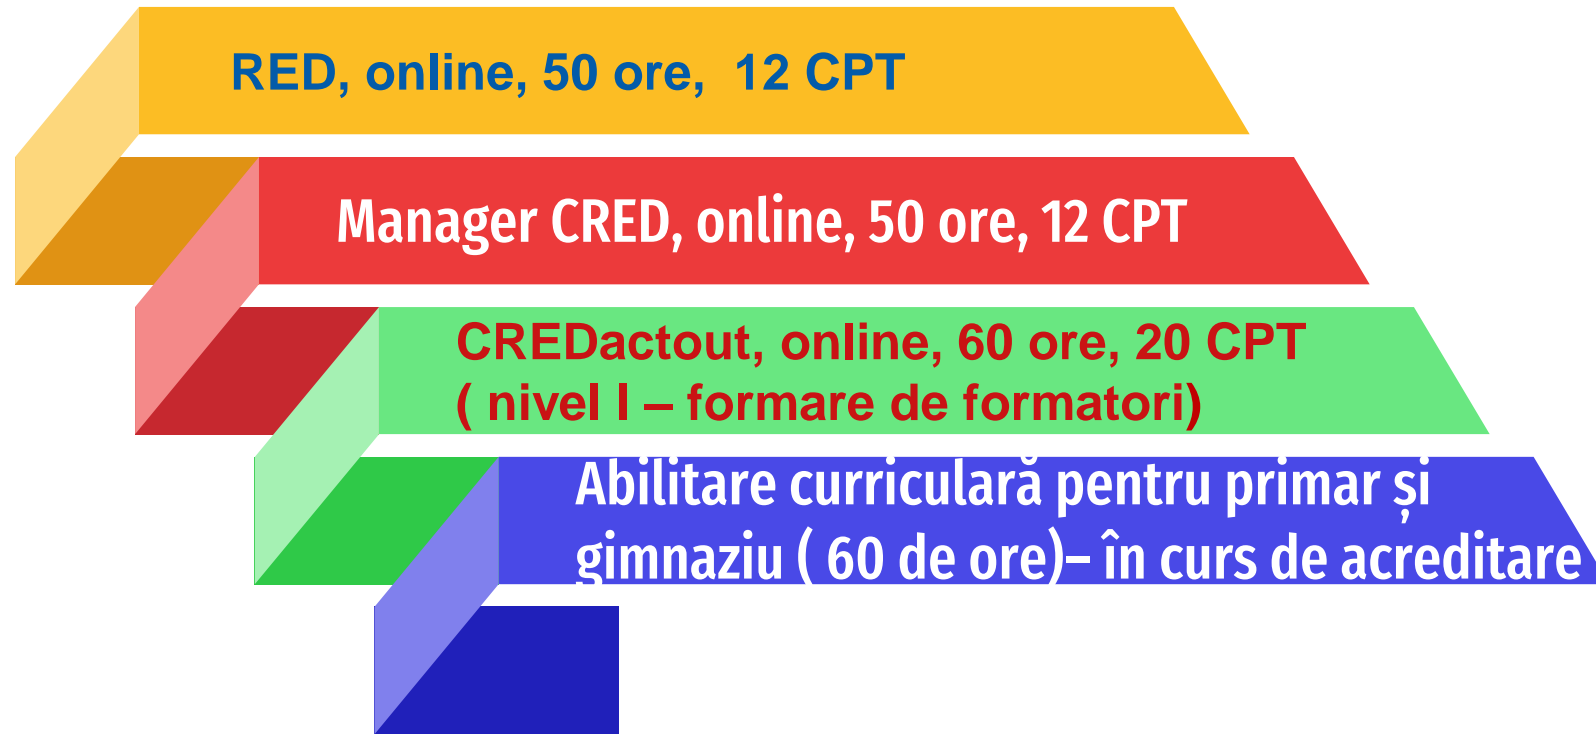 RED, online, 50 ore, 12 CPT
Manager CRED, online, 50 ore, 12 CPT
CREDactout, online, 60 ore, 20 CPT
( nivel I – formare de formatori)
Abilitare curriculară pentru primar și
gimnaziu ( 60 de ore)– în curs de acreditare